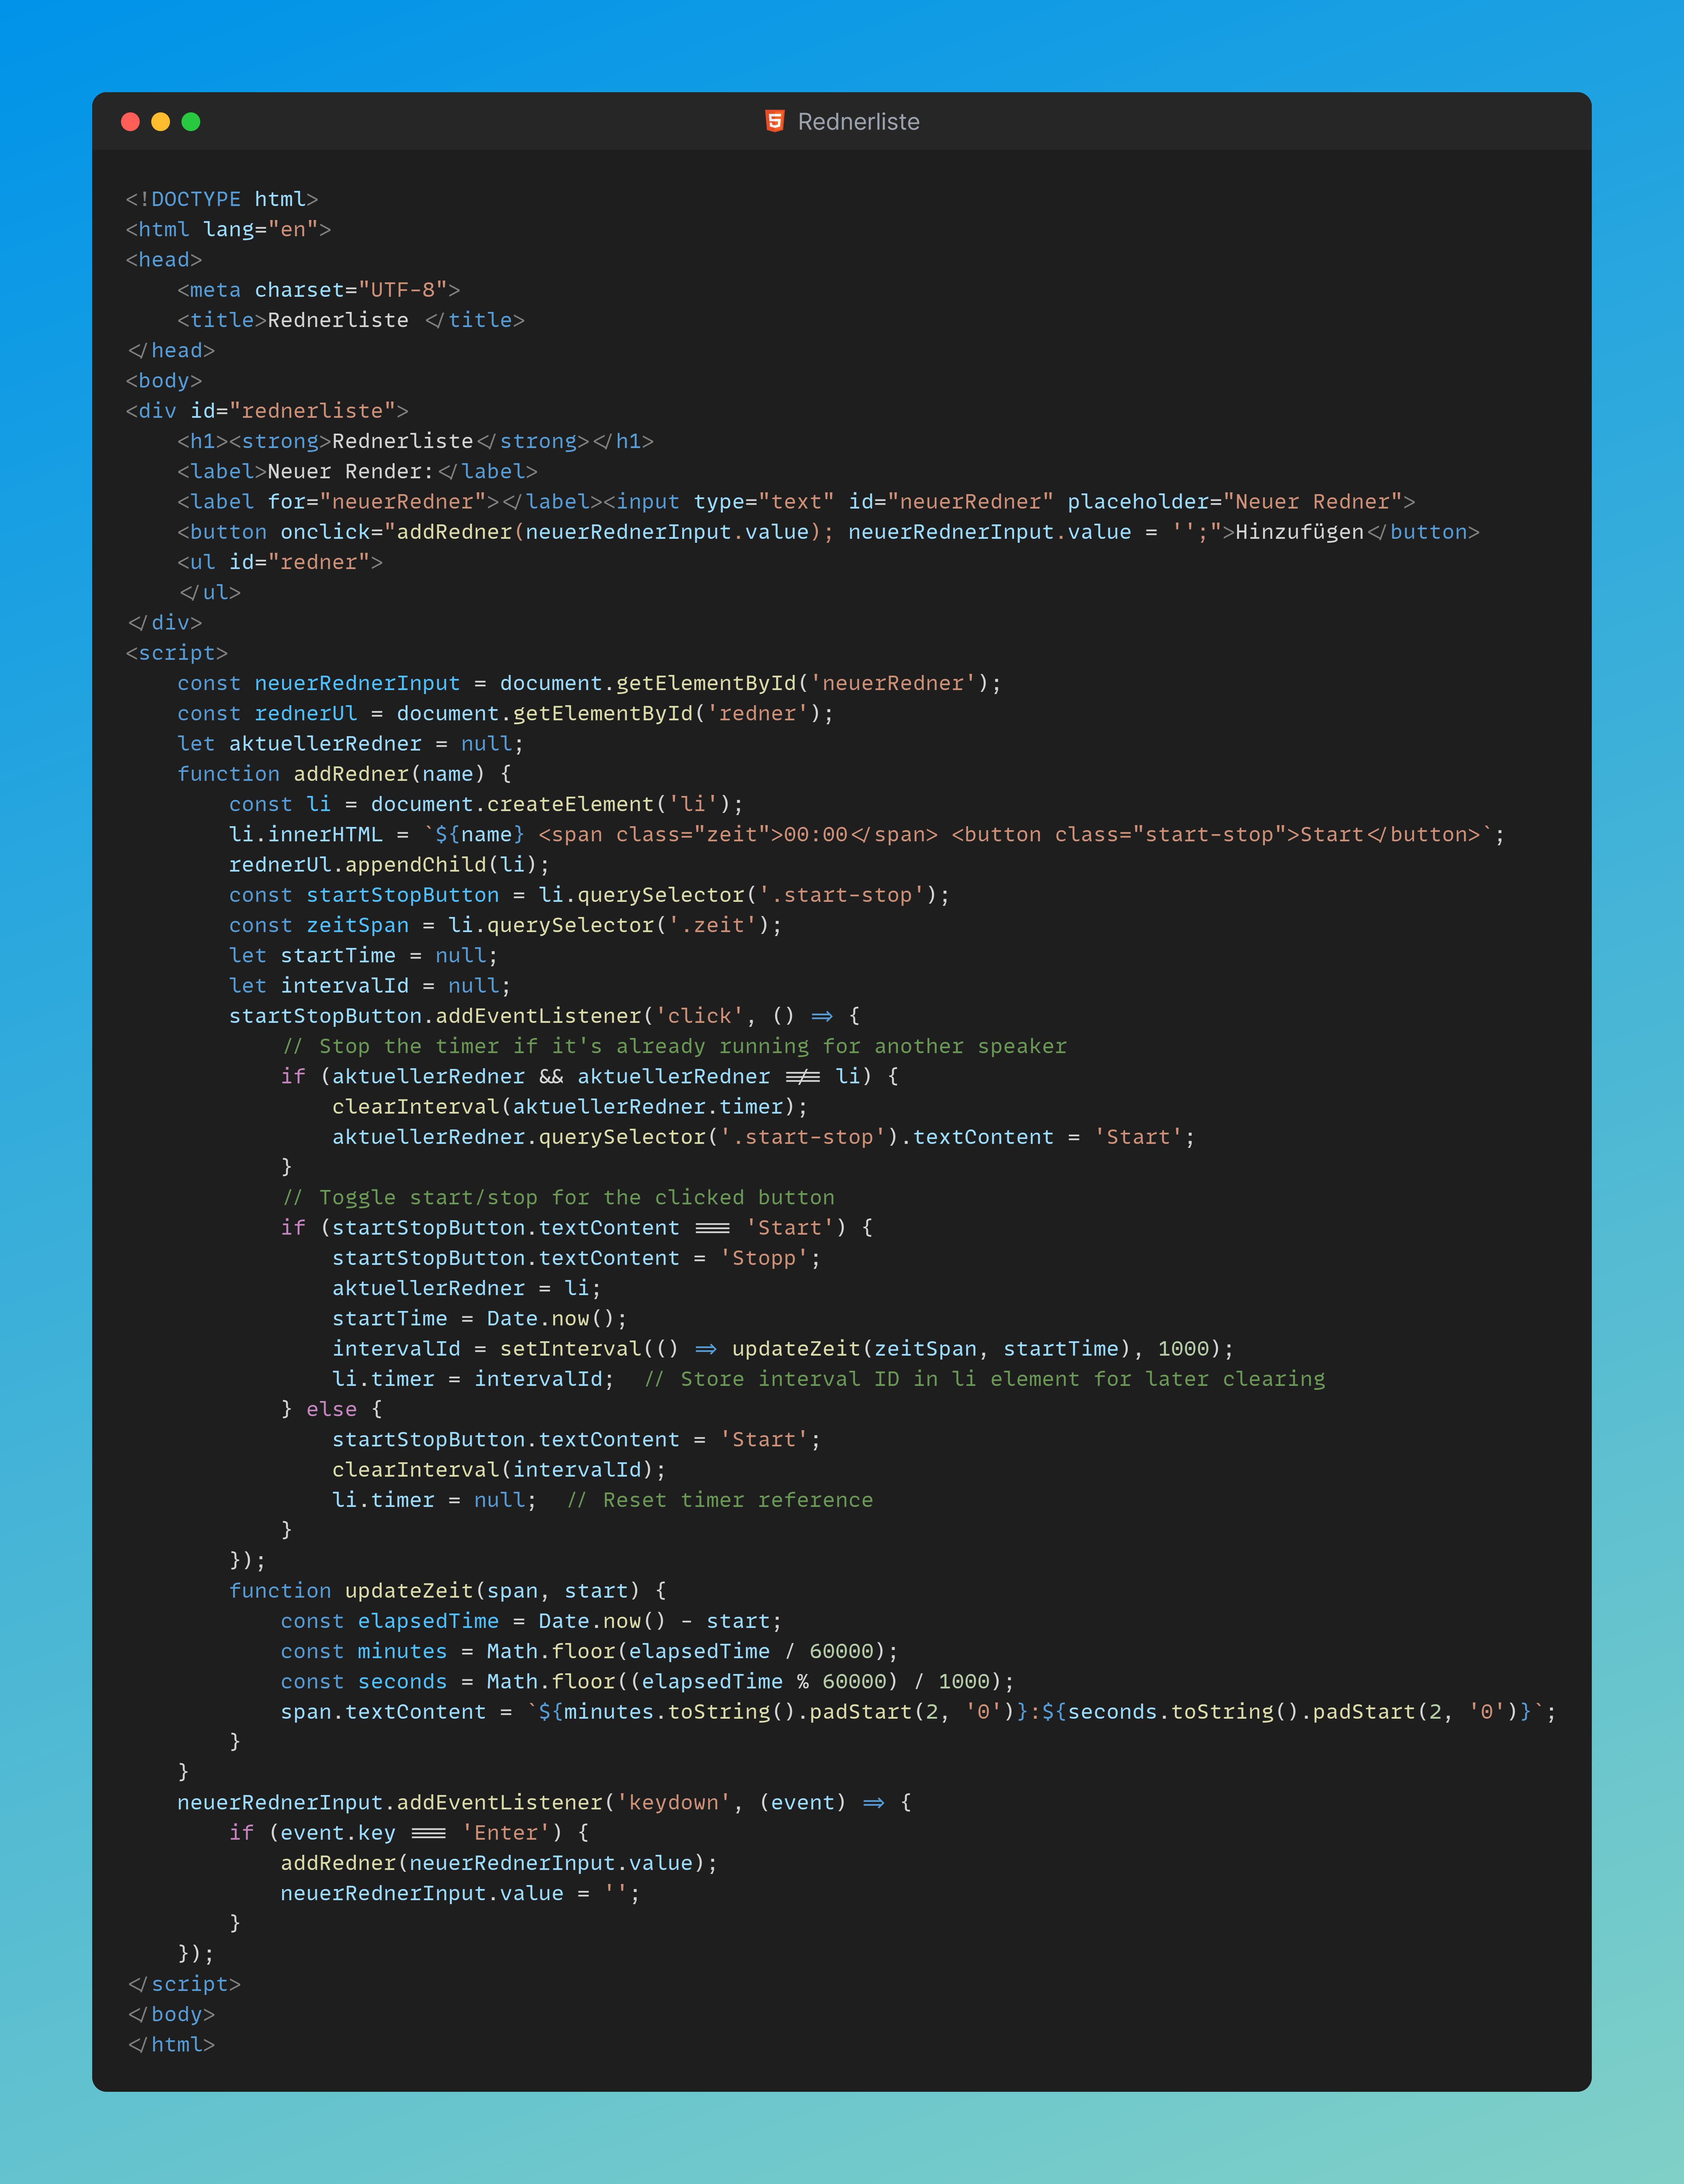 Rednerliste
<!DOCTYPE html>
<html lang="en">
<head>
    <meta charset="UTF-8">
    <title>Rednerliste </title>
</head>
<body>
<div id="rednerliste">
    <h1><strong>Rednerliste</strong></h1>
    <label>Neuer Render:</label>
    <label for="neuerRedner"></label><input type="text" id="neuerRedner" placeholder="Neuer Redner">
    <button onclick="addRedner(neuerRednerInput.value); neuerRednerInput.value = '';">Hinzufügen</button>
    <ul id="redner">
    </ul>
</div>
<script>
    const neuerRednerInput = document.getElementById('neuerRedner');
    const rednerUl = document.getElementById('redner');
    let aktuellerRedner = null;
    function addRedner(name) {
        const li = document.createElement('li');
        li.innerHTML = `${name} <span class="zeit">00:00</span> <button class="start-stop">Start</button>`;
        rednerUl.appendChild(li);
        const startStopButton = li.querySelector('.start-stop');
        const zeitSpan = li.querySelector('.zeit');
        let startTime = null;
        let intervalId = null;
        startStopButton.addEventListener('click', () => {
            // Stop the timer if it's already running for another speaker
            if (aktuellerRedner && aktuellerRedner !== li) {
                clearInterval(aktuellerRedner.timer);
                aktuellerRedner.querySelector('.start-stop').textContent = 'Start';
            }
            // Toggle start/stop for the clicked button
            if (startStopButton.textContent === 'Start') {
                startStopButton.textContent = 'Stopp';
                aktuellerRedner = li;
                startTime = Date.now();
                intervalId = setInterval(() => updateZeit(zeitSpan, startTime), 1000);
                li.timer = intervalId;  // Store interval ID in li element for later clearing
            } else {
                startStopButton.textContent = 'Start';
                clearInterval(intervalId);
                li.timer = null;  // Reset timer reference
            }
        });
        function updateZeit(span, start) {
            const elapsedTime = Date.now() - start;
            const minutes = Math.floor(elapsedTime / 60000);
            const seconds = Math.floor((elapsedTime % 60000) / 1000);
            span.textContent = `${minutes.toString().padStart(2, '0')}:${seconds.toString().padStart(2, '0')}`;
        }
    }
    neuerRednerInput.addEventListener('keydown', (event) => {
        if (event.key === 'Enter') {
            addRedner(neuerRednerInput.value);
            neuerRednerInput.value = '';
        }
    });
</script>
</body>
</html>